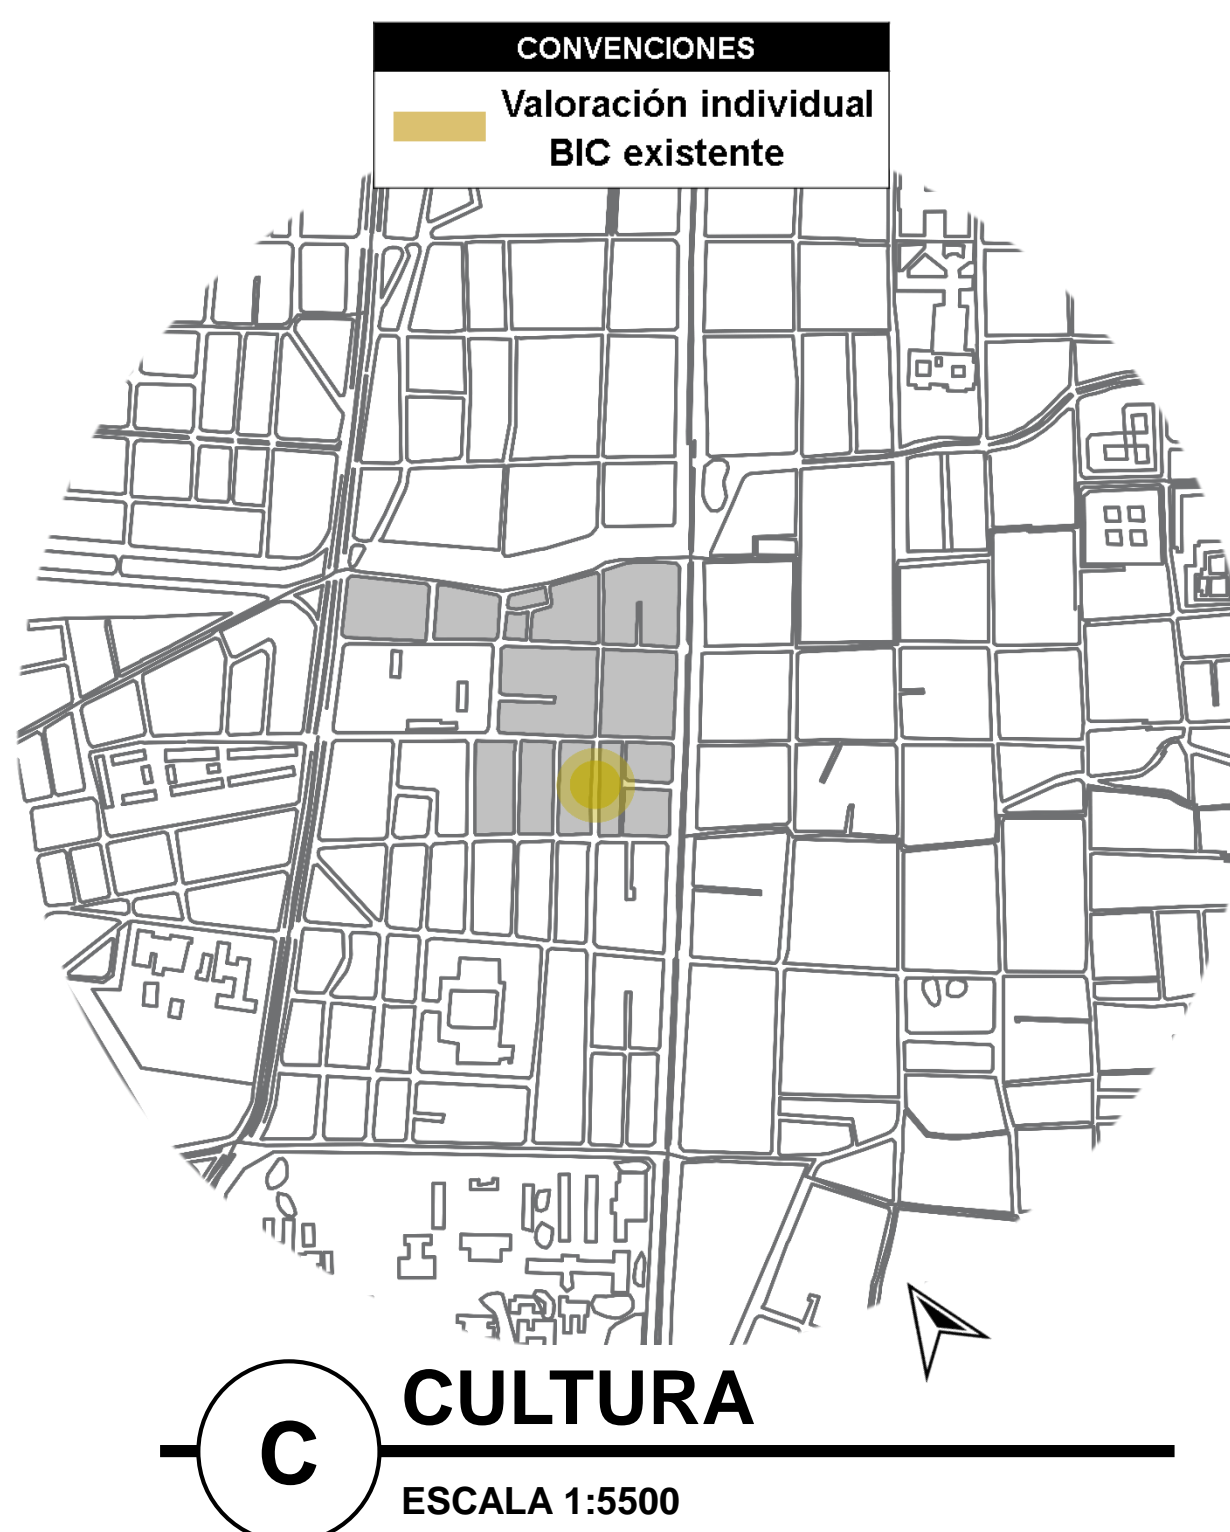 CONVENCIONES
Valoración individual
BIC existente
CULTURA
C
ESCALA 1:5500